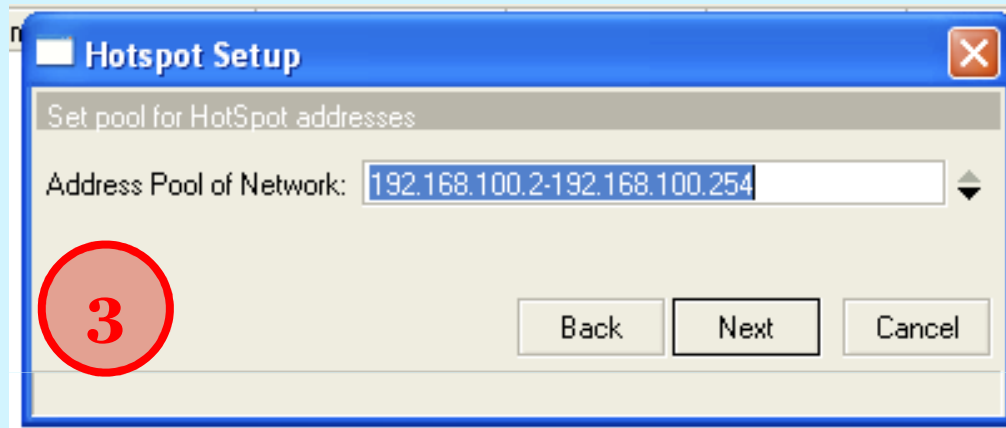 Hotspot Setup
Set pool for HotSpot addresses
Address Pool of Network: 192.168.100.2-192.168.100.254
3
Back Next Cancel